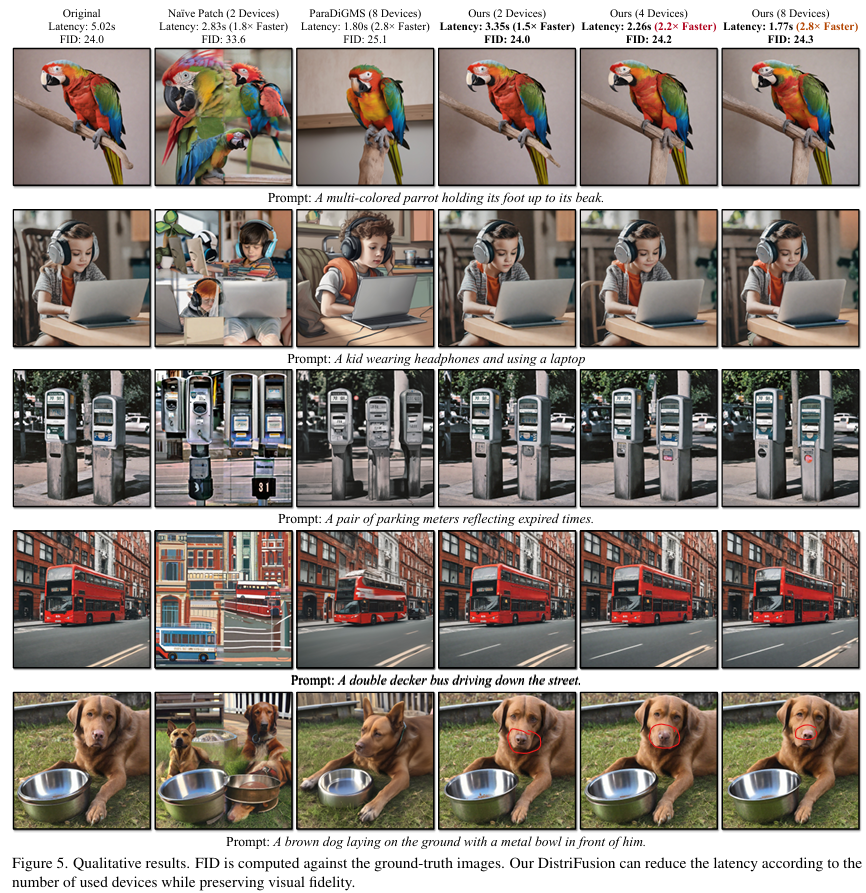 Original
Latency: 5.02s
FID: 24.0
Naïve Patch (2 Devices)
Latency: 2.83s (1.8× Faster)
FID: 33.6
ParaDiGMS (8 Devices)
Latency: 1.80s (2.8× Faster)
FID: 25.1
Ours (2 Devices)
Latency: 3.35s (1.5× Faster)
FID: 24.0
Ours (4 Devices)
Latency: 2.26s (2.2× Faster)
FID: 24.2
Ours (8 Devices)
Latency: 1.77s (2.8× Faster)
FID: 24.3
Prompt: A multi-colored parrot holding its foot up to its beak.
Prompt: A kid wearing headphones and using a laptop
31
Prompt: A pair of parking meters reflecting expired times.
Prompt: A double decker bus driving down the street.
Prompt: A brown dog laying on the ground with a metal bowl in front of him.
Figure 5. Qualitative results. FID is computed against the ground-truth images. Our DistriFusion can reduce the latency according to the
number of used devices while preserving visual fidelity.